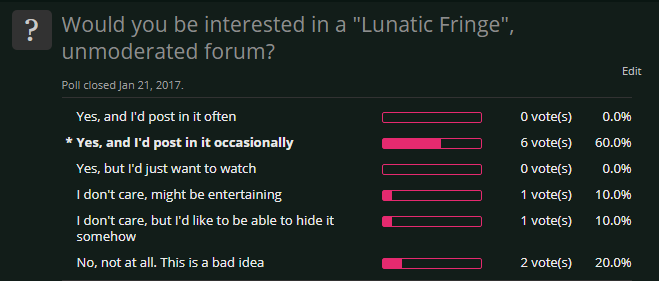 ?
Would you be interested in a "Lunatic Fringe",
unmoderated forum?
Edit
Poll closed Jan 21, 2017.
Yes, and I'd post in it often 0 vote(s) 0.0%
* Yes, and I'd post in it occasionally 6 vote(s) 60.0%
Yes, but I'd just want to watch 0 vote(s) 0.0%
I don't care, might be entertaining 1 vote(s) 10.0%
I don't care, but I'd like to be able to hide it 1 vote(s) 10.0%
somehow
No, not at all. This is a bad idea 2 vote(s) 20.0%